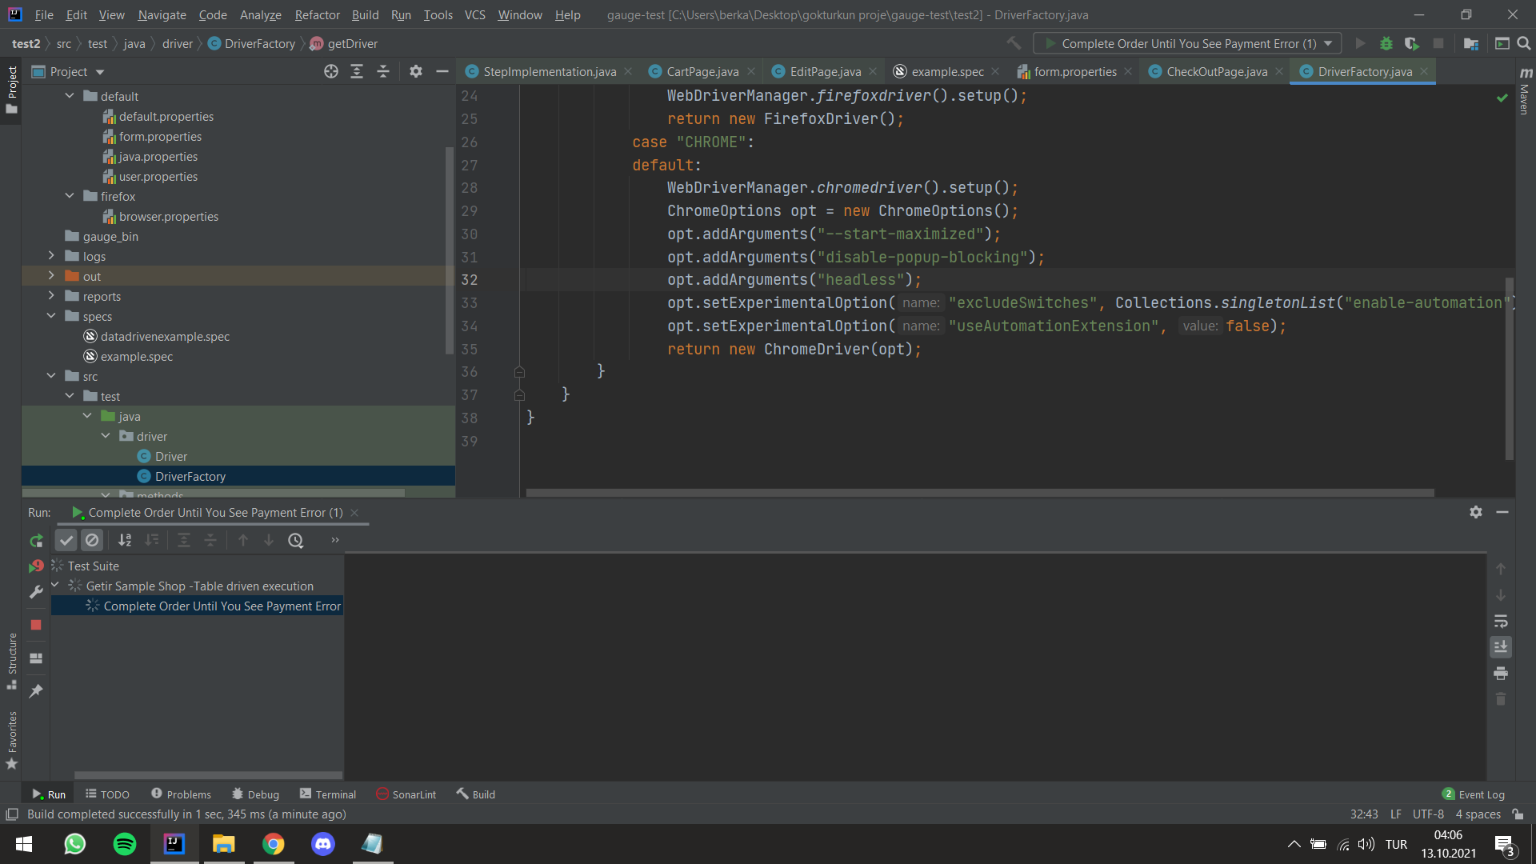 File Edit View Navigate Code Analyze Refactor Build Run Tools VCS Window Help gauge-test [C:\Users\berka\Desktop\gokturkun proje\gauge-test\test2] - DriverFactory.java
test2 src test java driver DriverFactory getDriver Complete Order Until You See Payment Error (1)
Project
Project
StepImplementation.java CartPage.java EditPage.java example.spec form.properties CheckOutPage.java DriverFactory.java
Maven
default
default.properties
form.properties
java.properties
user.properties
firefox
browser.properties
gauge_bin
logs
out
reports
specs
datadrivenexample.spec
example.spec
src
test
java
driver
Driver
DriverFactory
methods
24 WebDriverManager.firefoxdriver().setup();
25 return new FirefoxDriver();
26 case "CHROME":
27 default:
28 WebDriverManager.chromedriver().setup();
29 ChromeOptions opt = new ChromeOptions();
30 opt.addArguments("--start-maximized");
31 opt.addArguments("disable-popup-blocking");
32 opt.addArguments("headless");
33 opt.setExperimentalOption( name: "excludeSwitches", Collections.singletonList("enable-automation")
34 opt.setExperimentalOption( name: "useAutomationExtension", value: false);
35 return new ChromeDriver(opt);
36 }
37 }
38 }
39
Run: Complete Order Until You See Payment Error (1)
Test Suite
Getir Sample Shop -Table driven execution
Complete Order Until You See Payment Error
Structure
Favorites
Run TODO Problems Debug Terminal SonarLint Build 2 Event Log
Build completed successfully in 1 sec, 345 ms (a minute ago) 32:43 LF UTF-8 4 spaces
TUR 04:06
13.10.2021
3